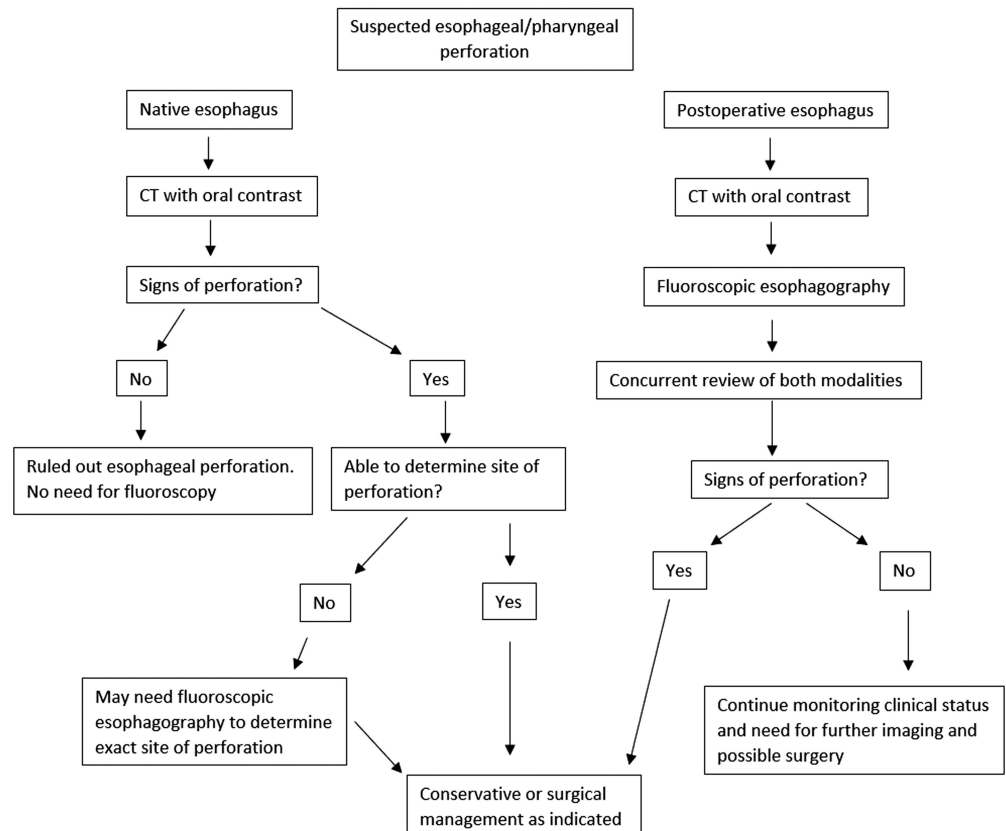 Suspected esophageal/pharyngeal
perforation
Native esophagus
Postoperative esophagus
CT with oral contrast
CT with oral contrast
Signs of perforation?
Fluoroscopic esophagography
No
Yes
Concurrent review of both modalities
Ruled out esophageal perforation.
No need for fluoroscopy
Able to determine site of
perforation?
Signs of perforation?
No
Yes
Yes
No
May need fluoroscopic
esophagography to determine
exact site of perforation
Continue monitoring clinical status
and need for further imaging and
possible surgery
Conservative or surgical
management as indicated